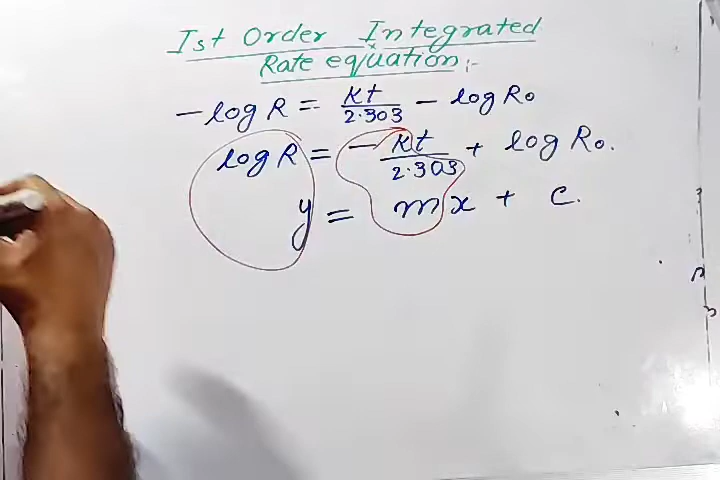 Ist Order Integrated
Rate equation :-
-log R = Kt/2.303 - log R₀
log R = - Kt/2.303 + log R₀.
y = mx + c.